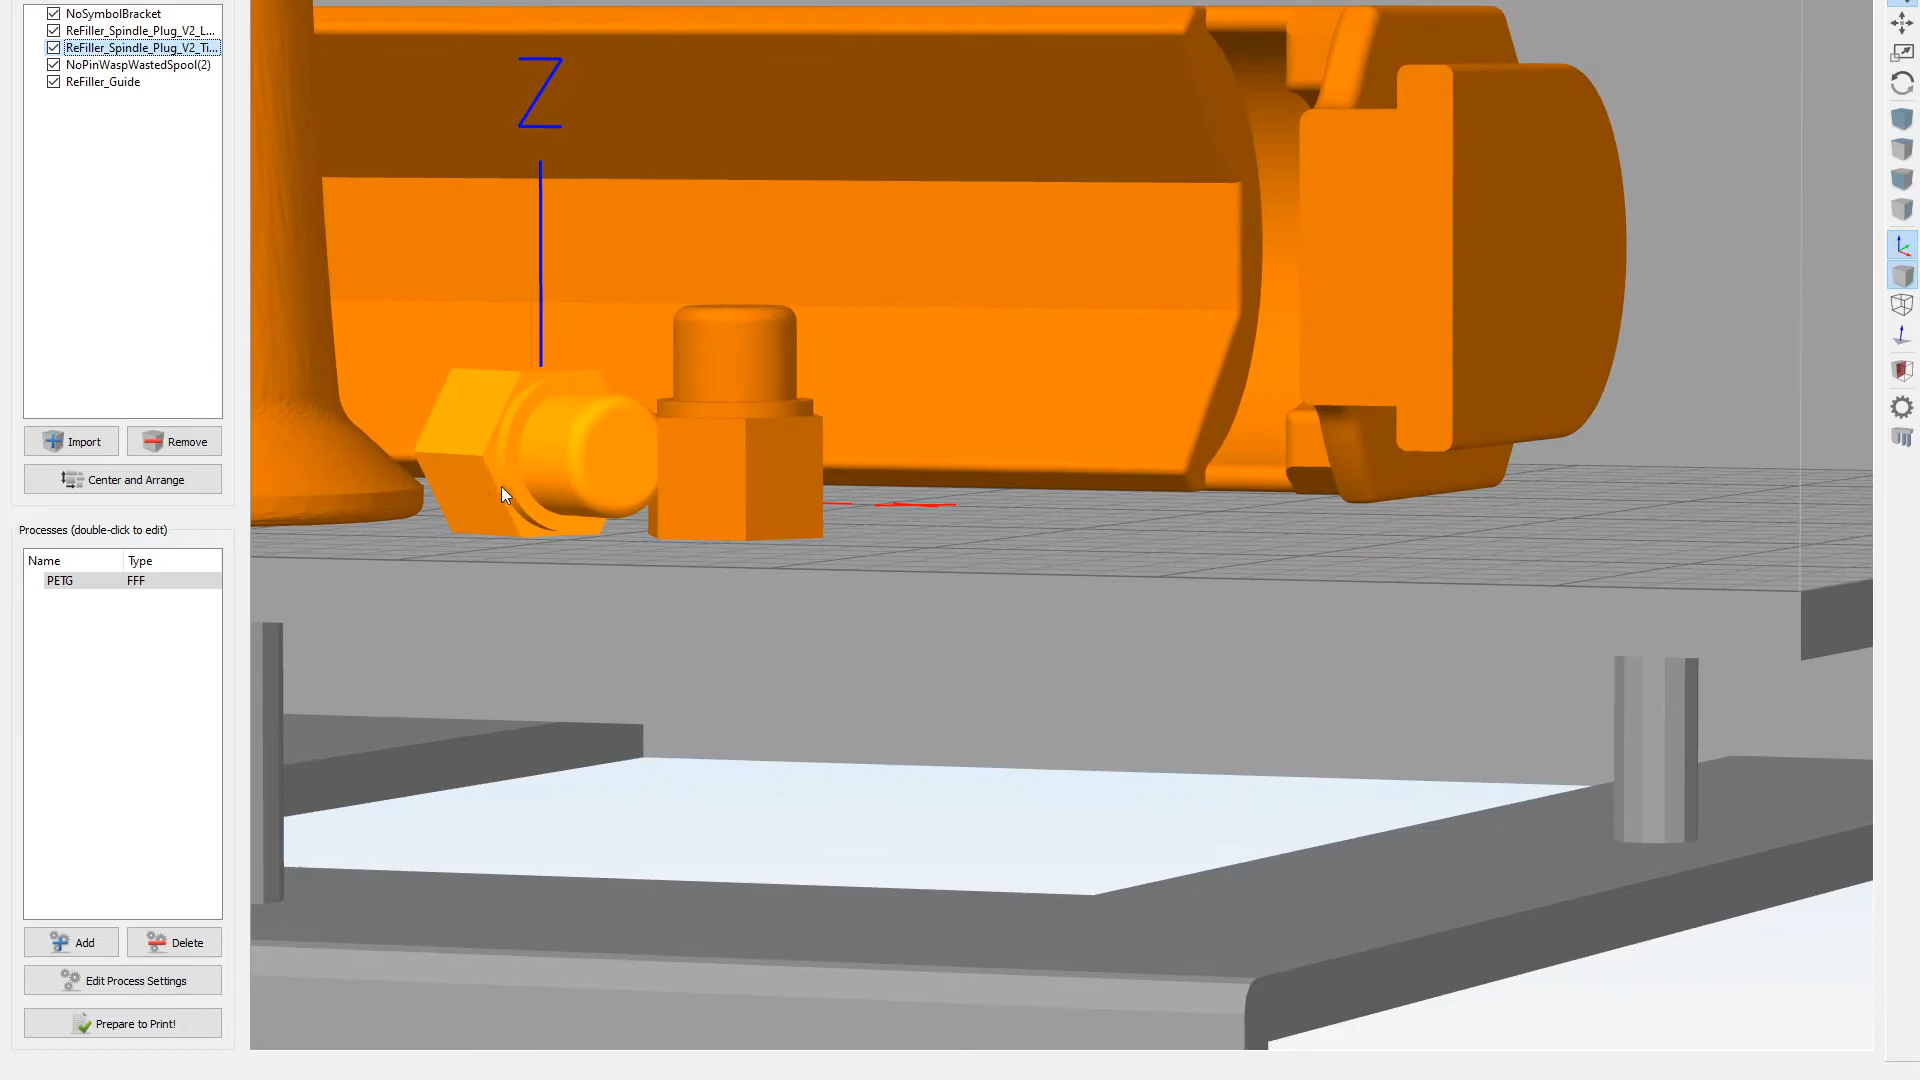 NoSymbolBracket
ReFiller_Spindle_Plug_V2_L...
ReFiller_Spindle_Plug_V2_Ti...
NoPinWaspWastedSpool(2)
ReFiller_Guide
Import
Remove
Center and Arrange
Processes (double-click to edit)
Name Type
PETG FFF
Add
Delete
Edit Process Settings
Prepare to Print!
Z